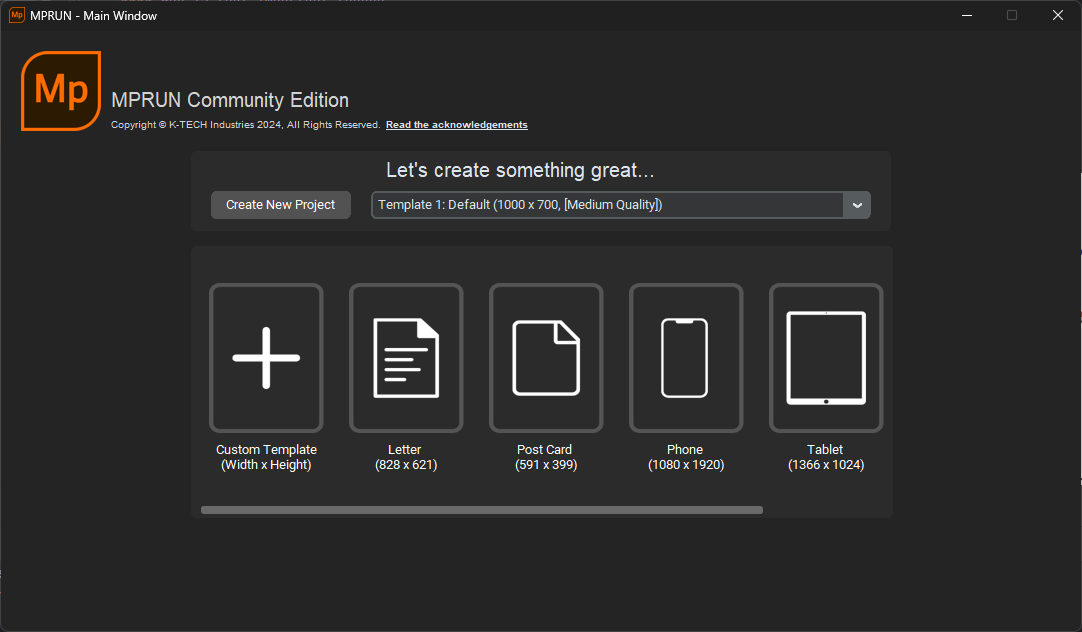 Mp MPRUN - Main Window
Mp
MPRUN Community Edition
Copyright © K-TECH Industries 2024, All Rights Reserved. Read the acknowledgements
Let's create something great...
Create New Project
Template 1: Default (1000 x 700, [Medium Quality])
Custom Template
(Width x Height)
Letter
(828 x 621)
Post Card
(591 x 399)
Phone
(1080 x 1920)
Tablet
(1366 x 1024)